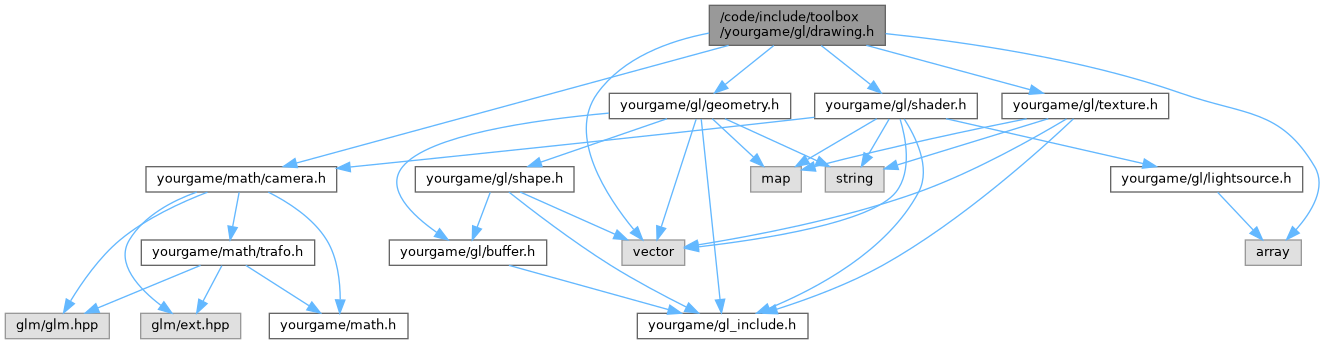 /code/include/toolbox
/yourgame/gl/drawing.h
yourgame/gl/geometry.h
yourgame/gl/shader.h
yourgame/gl/texture.h
yourgame/math/camera.h
yourgame/gl/shape.h
map
string
yourgame/gl/lightsource.h
yourgame/math/trafo.h
yourgame/gl/buffer.h
vector
array
glm/glm.hpp
glm/ext.hpp
yourgame/math.h
yourgame/gl_include.h